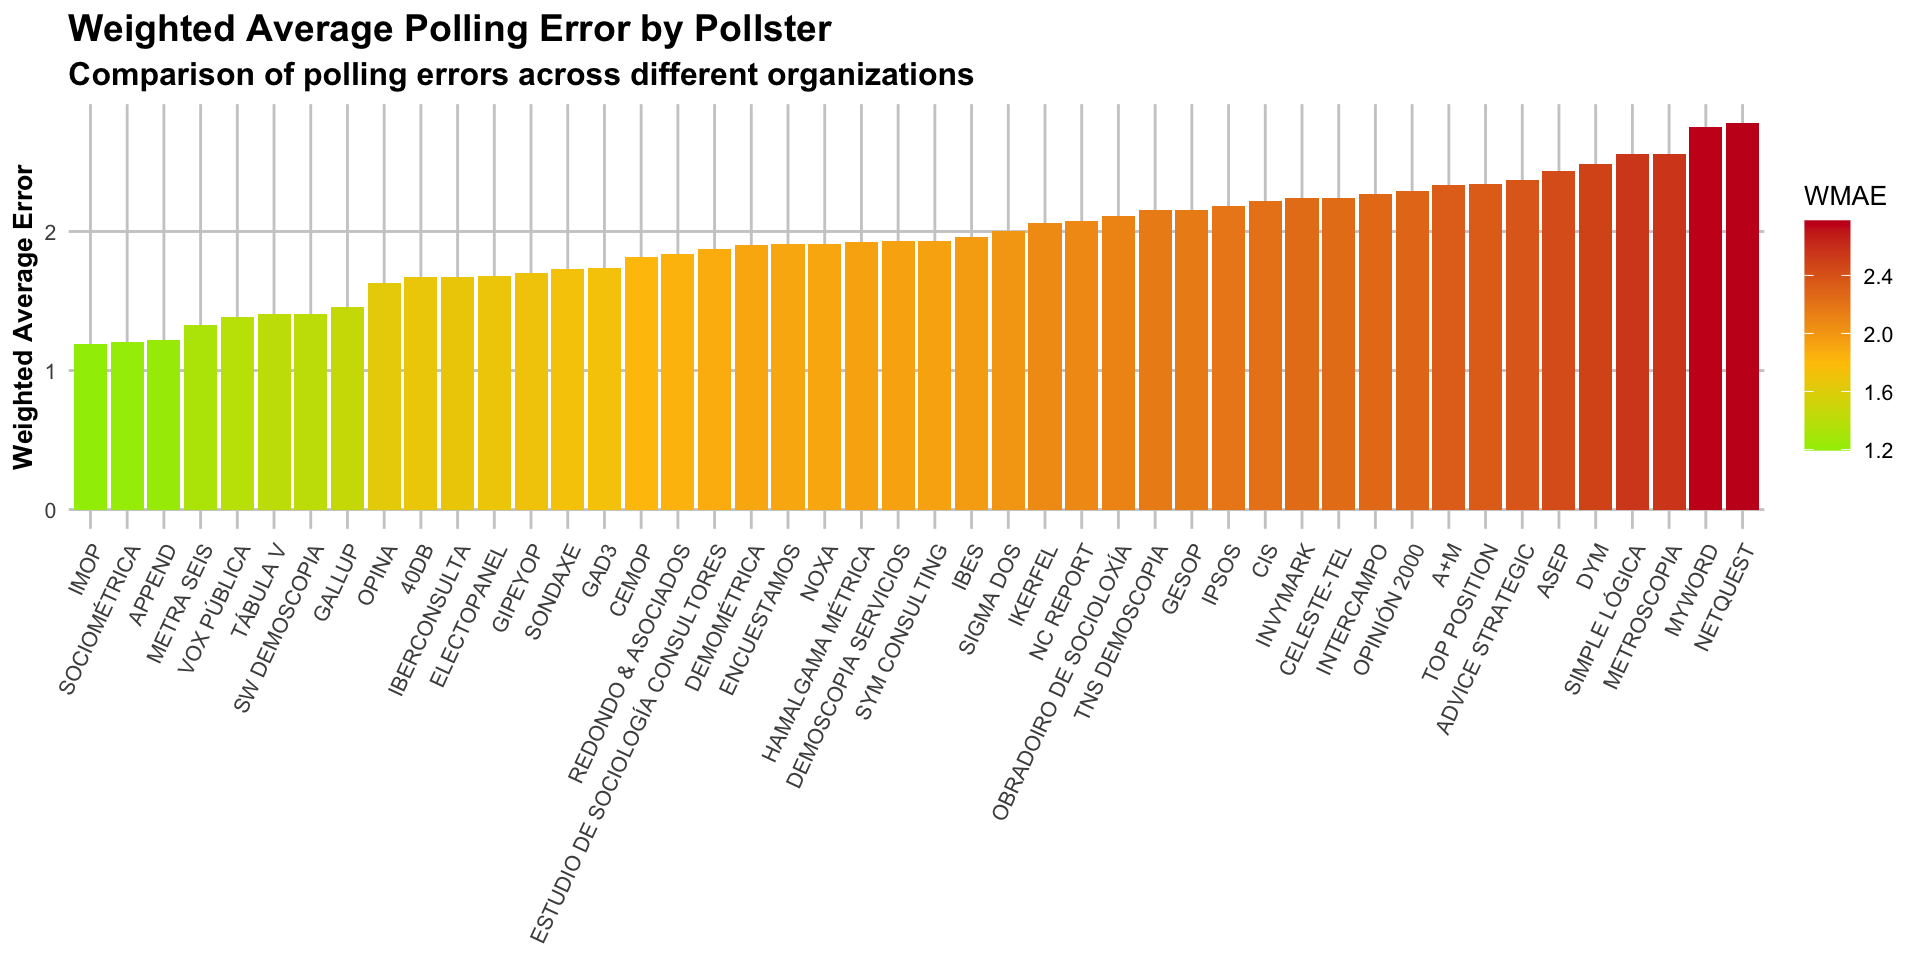 Weighted Average Polling Error by Pollster
Comparison of polling errors across different organizations
Weighted Average Error
2
1
0
IMOP
SOCIOMÉTRICA
APPEND
METRA SEIS
VOX PÚBLICA
TÁBULA V
SW DEMOSCOPIA
GALLUP
OPINA
40DB
IBERCONSULTA
ELECTOPANEL
GIPEYOP
SONDAXE
GAD3
CEMOP
REDONDO & ASOCIADOS
ESTUDIO DE SOCIOLOGÍA CONSULTORES
DEMOMÉTRICA
ENCUESTAMOS
NOXA
HAMALGAMA MÉTRICA
DEMOSCOPIA SERVICIOS
SYM CONSULTING
IBES
SIGMA DOS
IKERFEL
NC REPORT
OBRADOIRO DE SOCIOLOXÍA
TNS DEMOSCOPIA
GESOP
IPSOS
CIS
INVYMARK
CELESTE-TEL
INTERCAMPO
OPINIÓN 2000
A+M
TOP POSITION
ADVICE STRATEGIC
ASEP
DYM
SIMPLE LÓGICA
METROSCOPIA
MYWORD
NETQUEST
WMAE
2.4
2.0
1.6
1.2